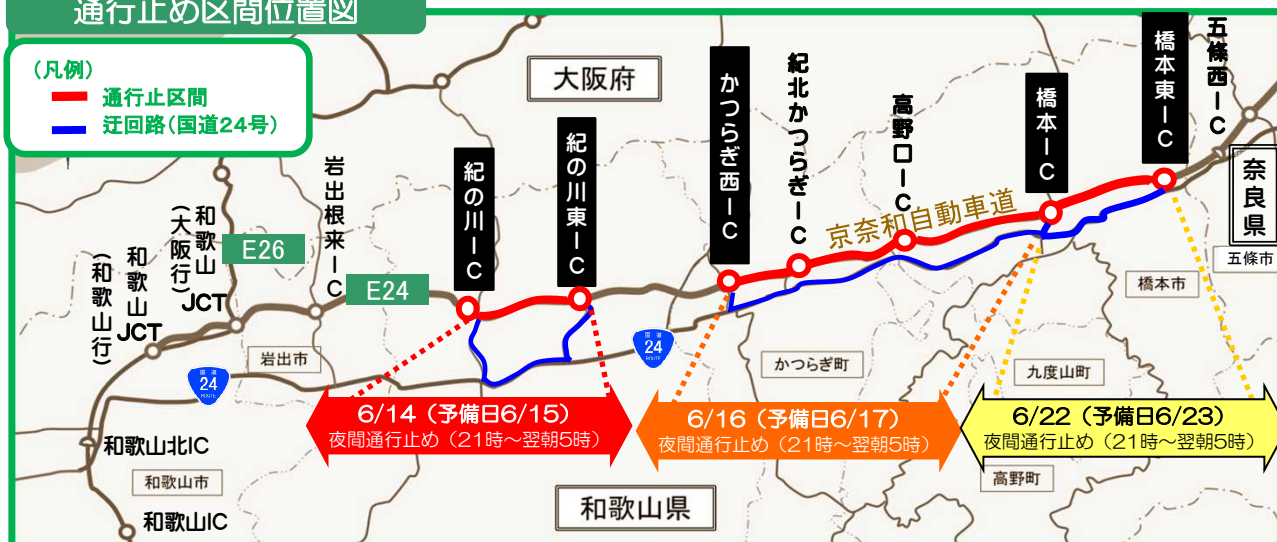 通行止め区間位置図
(凡例)
通行止区間
迂回路(国道24号)
大阪府
紀の川IC
紀の川東IC
かつらぎ西IC
紀北かつらぎIC
高野口IC
橋本IC
橋本東IC
五條西IC
奈良県
五條市
橋本市
京奈和自動車道
岩出根来IC
和歌山JCT
(大阪行)
和歌山JCT
(和歌山行)
E26
E24
岩出市
国道
24
ROUTE
国道
24
ROUTE
かつらぎ町
九度山町
高野町
和歌山北IC
和歌山市
和歌山IC
和歌山県
6/14(予備日6/15)
夜間通行止め(21時~翌朝5時)
6/16(予備日6/17)
夜間通行止め(21時~翌朝5時)
6/22(予備日6/23)
夜間通行止め(21時~翌朝5時)